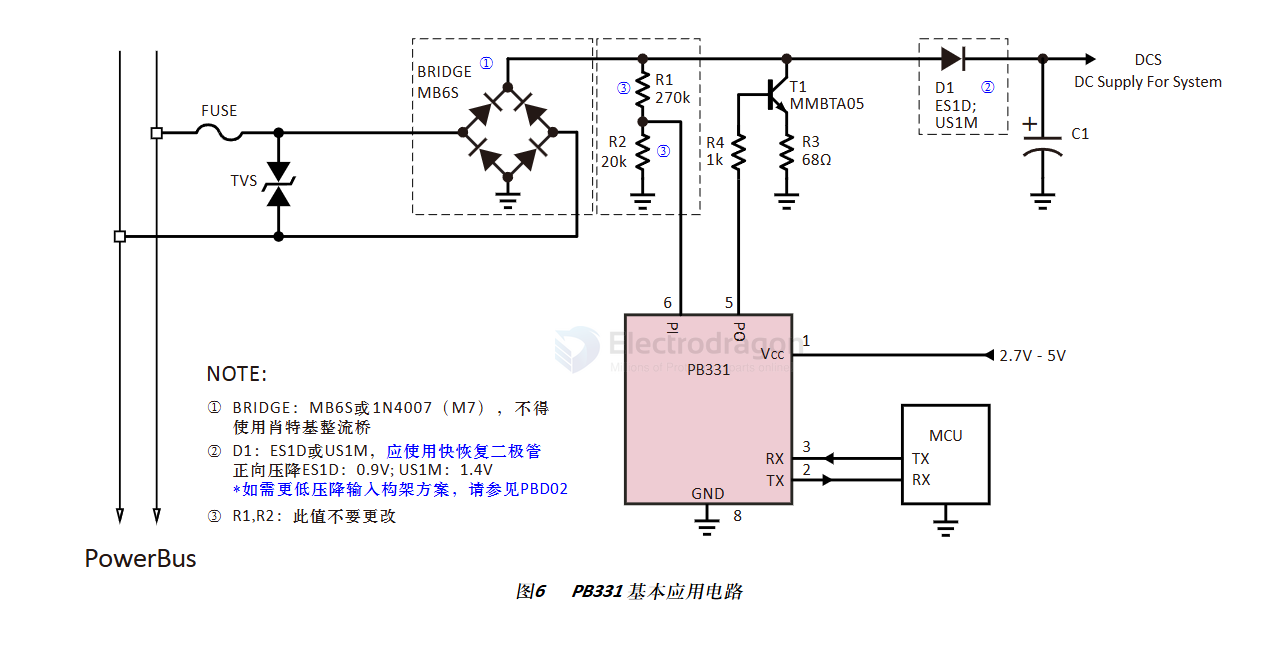 BRIDGE ①
MB6S
FUSE
TVS
③ R1
270k
R2 ③
20k
R4
1k
T1
MMBTA05
R3
68Ω
D1 ②
ES1D;
US1M
+
C1
DCS
DC Supply For System
6
5
PI
PO
Electrodragon
1
Vcc
2.7V - 5V
PB331
3
RX
2
TX
GND
8
MCU
TX
RX
NOTE:
① BRIDGE：MB6S或1N4007（M7），不得
使用肖特基整流桥
② D1：ES1D或US1M，应使用快恢复二极管
正向压降ES1D：0.9V; US1M：1.4V
*如需更低压降输入构架方案，请参见PBD02
③ R1,R2：此值不要更改
PowerBus
图6 PB331 基本应用电路